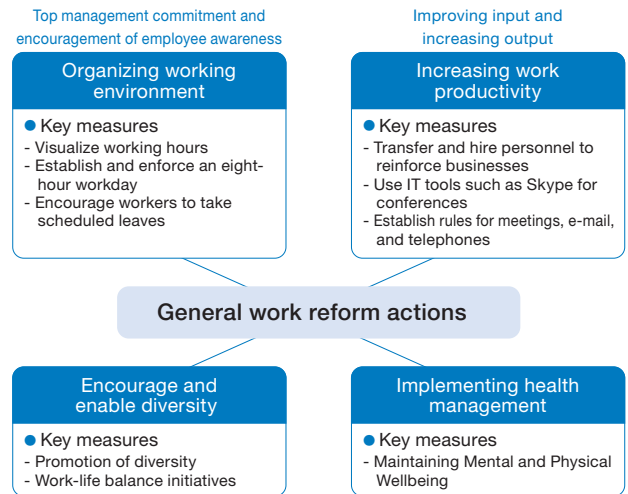 Top management commitment and
encouragement of employee awareness
Organizing working
environment
● Key measures
- Visualize working hours
- Establish and enforce an eight-
hour workday
- Encourage workers to take
scheduled leaves
Improving input and
increasing output
Increasing work
productivity
● Key measures
- Transfer and hire personnel to
reinforce businesses
- Use IT tools such as Skype for
conferences
- Establish rules for meetings, e-mail,
and telephones
General work reform actions
Encourage and
enable diversity
● Key measures
- Promotion of diversity
- Work-life balance initiatives
Implementing health
management
● Key measures
- Maintaining Mental and Physical
Wellbeing